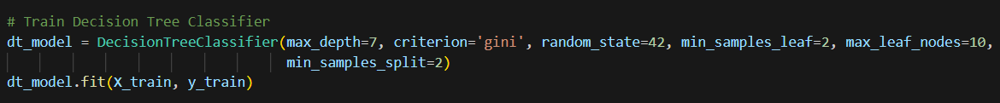 # Train Decision Tree Classifier
dt_model = DecisionTreeClassifier(max_depth=7, criterion='gini', random_state=42, min_samples_leaf=2, max_leaf_nodes=10,
min_samples_split=2)
dt_model.fit(X_train, y_train)